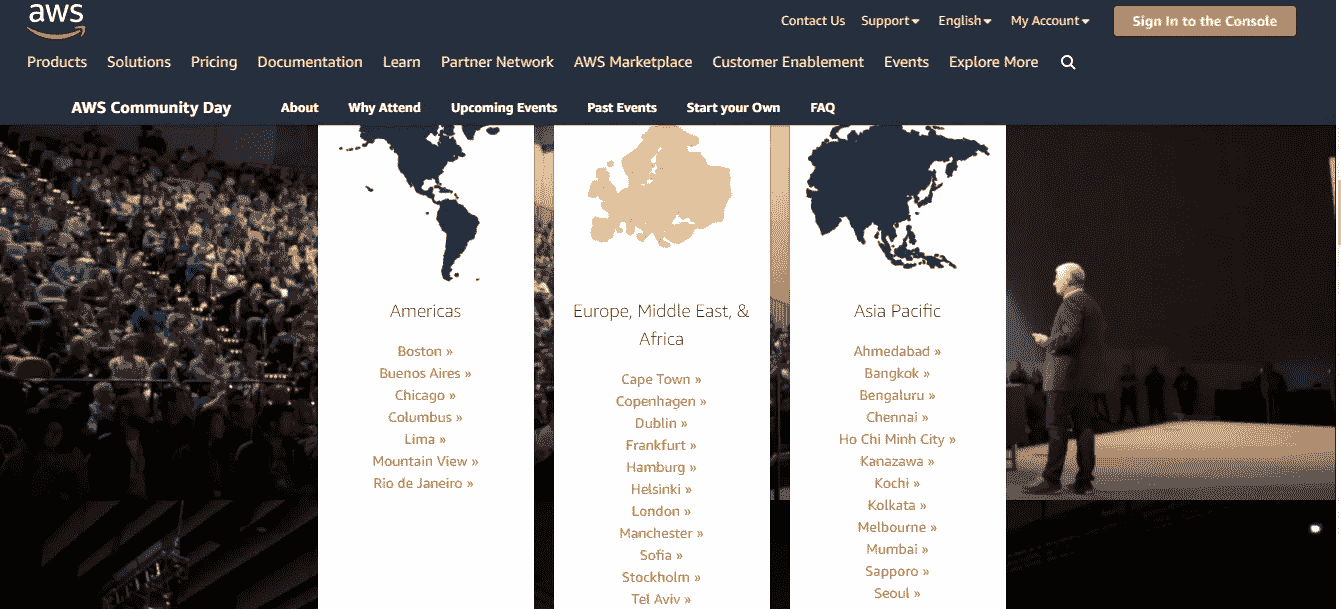 aws
Contact Us Support English My Account Sign In to the Console
Products Solutions Pricing Documentation Learn Partner Network AWS Marketplace Customer Enablement Events Explore More
AWS Community Day About Why Attend Upcoming Events Past Events Start your Own FAQ
Americas
Boston »
Buenos Aires »
Chicago »
Columbus »
Lima »
Mountain View »
Rio de Janeiro »
Europe, Middle East, &
Africa
Cape Town »
Copenhagen »
Dublin »
Frankfurt »
Hamburg »
Helsinki »
London »
Manchester »
Sofia »
Stockholm »
Tel Aviv »
Asia Pacific
Ahmedabad »
Bangkok »
Bengaluru »
Chennai »
Ho Chi Minh City »
Kanazawa »
Kochi »
Kolkata »
Melbourne »
Mumbai »
Sapporo »
Seoul »